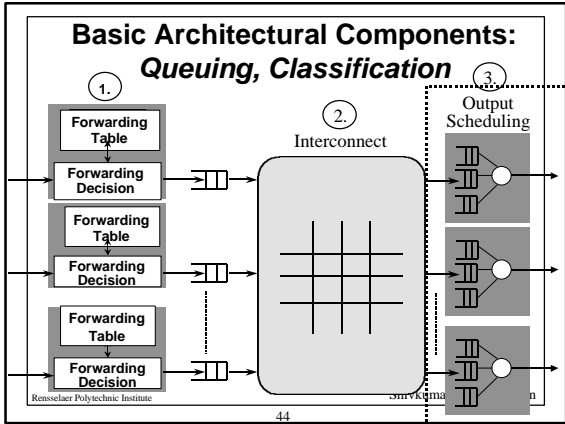 Basic Architectural Components:
Queuing, Classification
1.
2.
3.
Interconnect
Output
Scheduling
Forwarding
Table
Forwarding
Decision
Forwarding
Table
Forwarding
Decision
Forwarding
Table
Forwarding
Decision
Rensselaer Polytechnic Institute
44